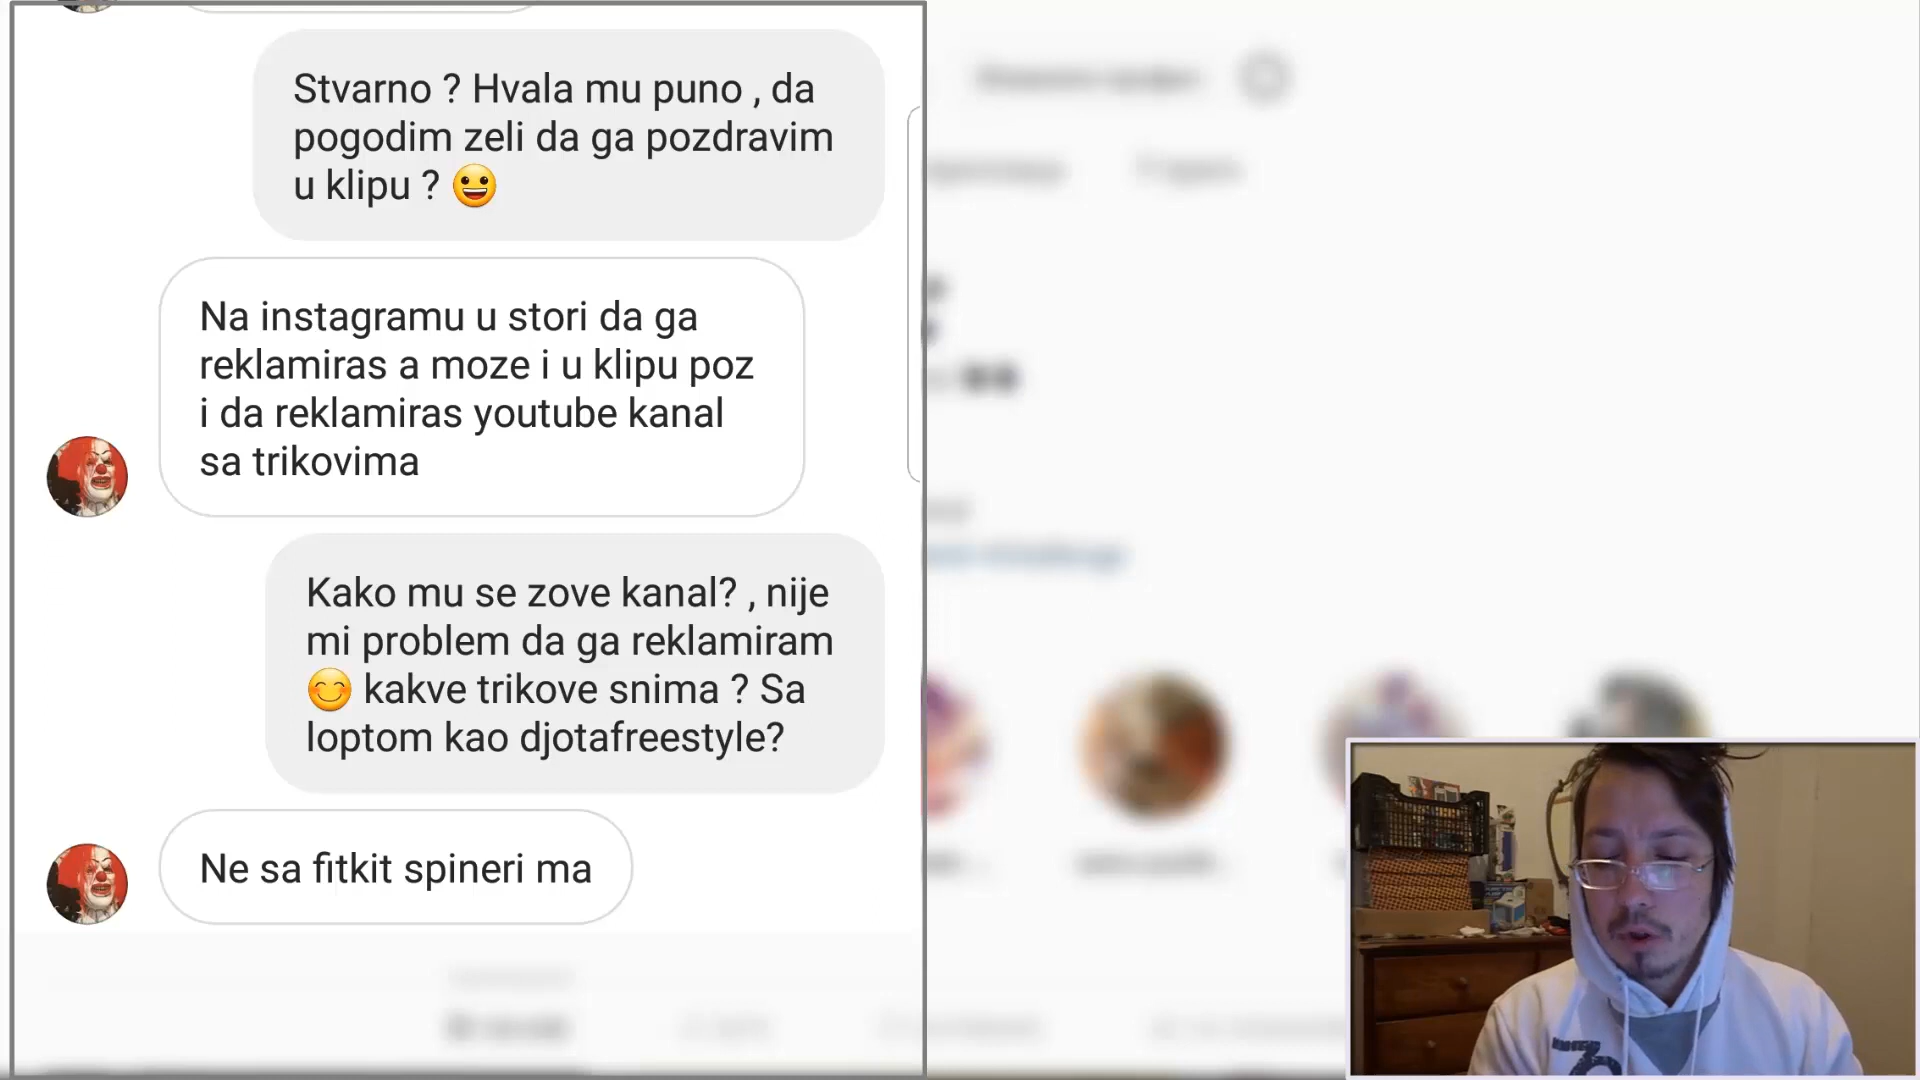 Stvarno ? Hvala mu puno , da
pogodim zeli da ga pozdravim
u klipu ? 😀
Na instagramu u stori da ga
reklamiras a moze i u klipu poz
i da reklamiras youtube kanal
sa trikovima
Kako mu se zove kanal? , nije
mi problem da ga reklamiram
😊 kakve trikove snima ? Sa
loptom kao djotafreestyle?
Ne sa fitkit spineri ma